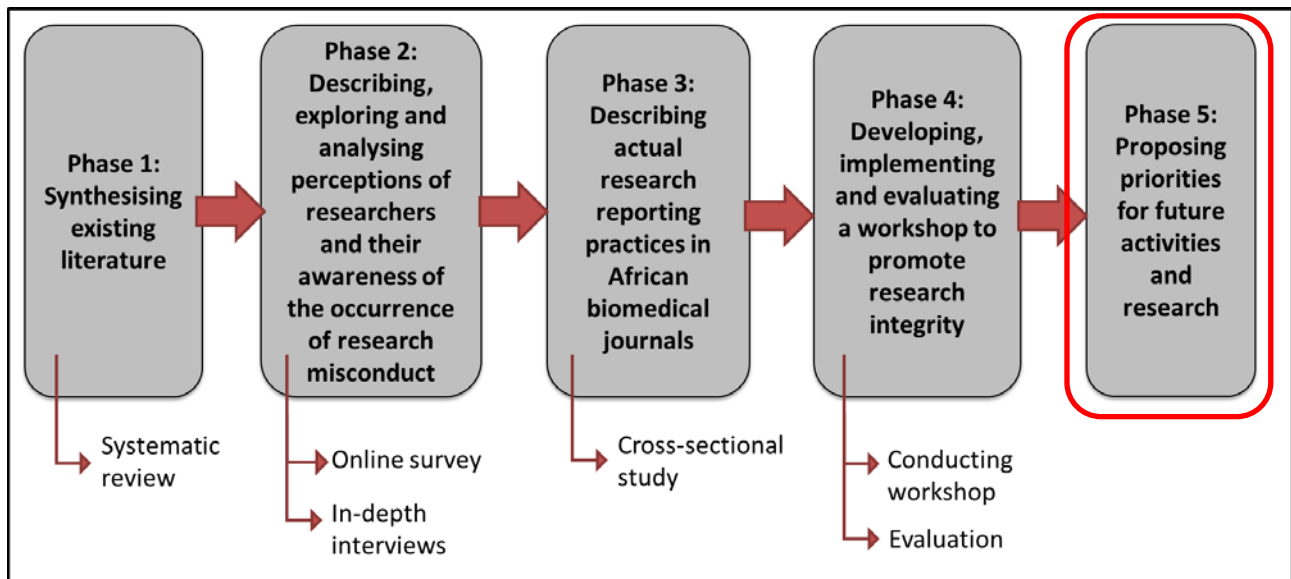 Phase 1:
Synthesising
existing
literature
Phase 2:
Describing,
exploring and
analysing
perceptions of
researchers
and their
awareness of
the occurrence
of research
misconduct
Phase 3:
Describing
actual
research
reporting
practices in
African
biomedical
journals
Phase 4:
Developing,
implementing
and evaluating
a workshop to
promote
research
integrity
Phase 5:
Proposing
priorities
for future
activities
and
research
Systematic
review
Online survey
In-depth
interviews
Cross-sectional
study
Conducting
workshop
Evaluation